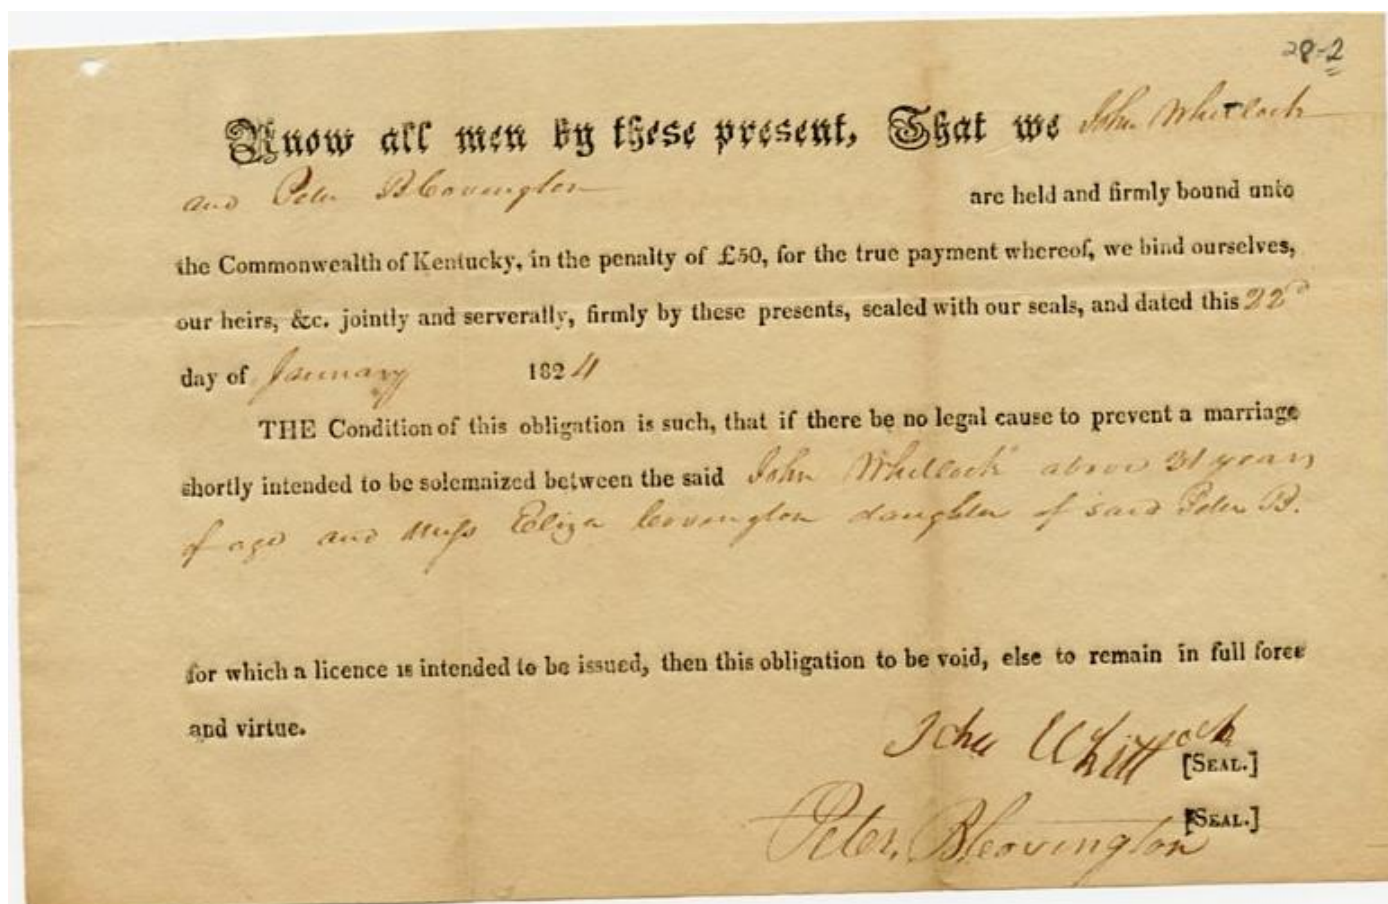 28-2
Know all men by these present, That we John Whitlock
and Peter B Covington are held and firmly bound unto
the Commonwealth of Kentucky, in the penalty of £50, for the true payment whereof, we bind ourselves,
our heirs, &c. jointly and serverally, firmly by these presents, sealed with our seals, and dated this 22d
day of January 1824
THE Condition of this obligation is such, that if there be no legal cause to prevent a marriage
shortly intended to be solemnized between the said John Whitlock above 21 years
of age and Miss Eliza Covington daughter of said Peter B.
for which a licence is intended to be issued, then this obligation to be void, else to remain in full force
and virtue.
John Whittlock
[SEAL.]
Peter B Covington [SEAL.]